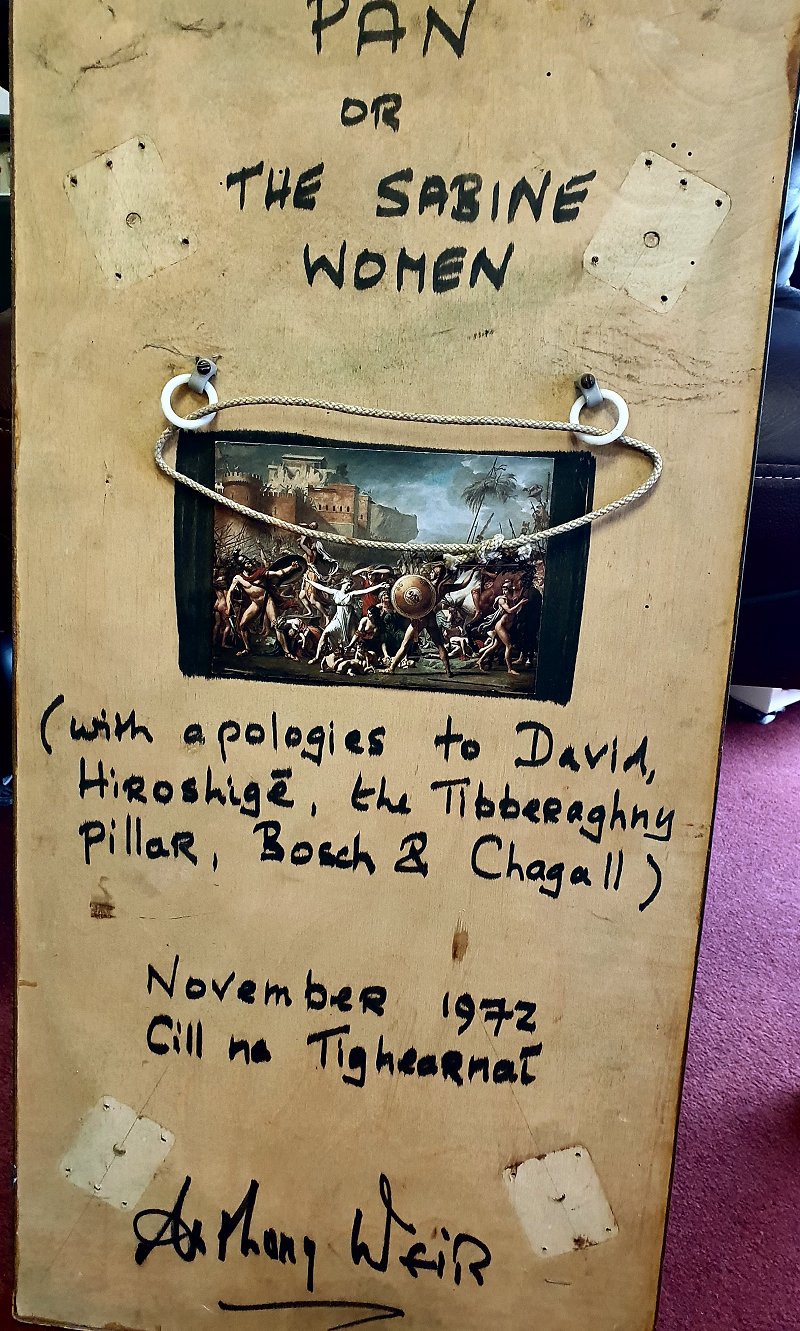 PAN
OR
THE SABINE
WOMEN
(with apologies to David,
Hiroshigē, the Tibberaghny
Pillar, Bosch & Chagall)
November 1972
Cill na Tighearnaī
Anthony Weir